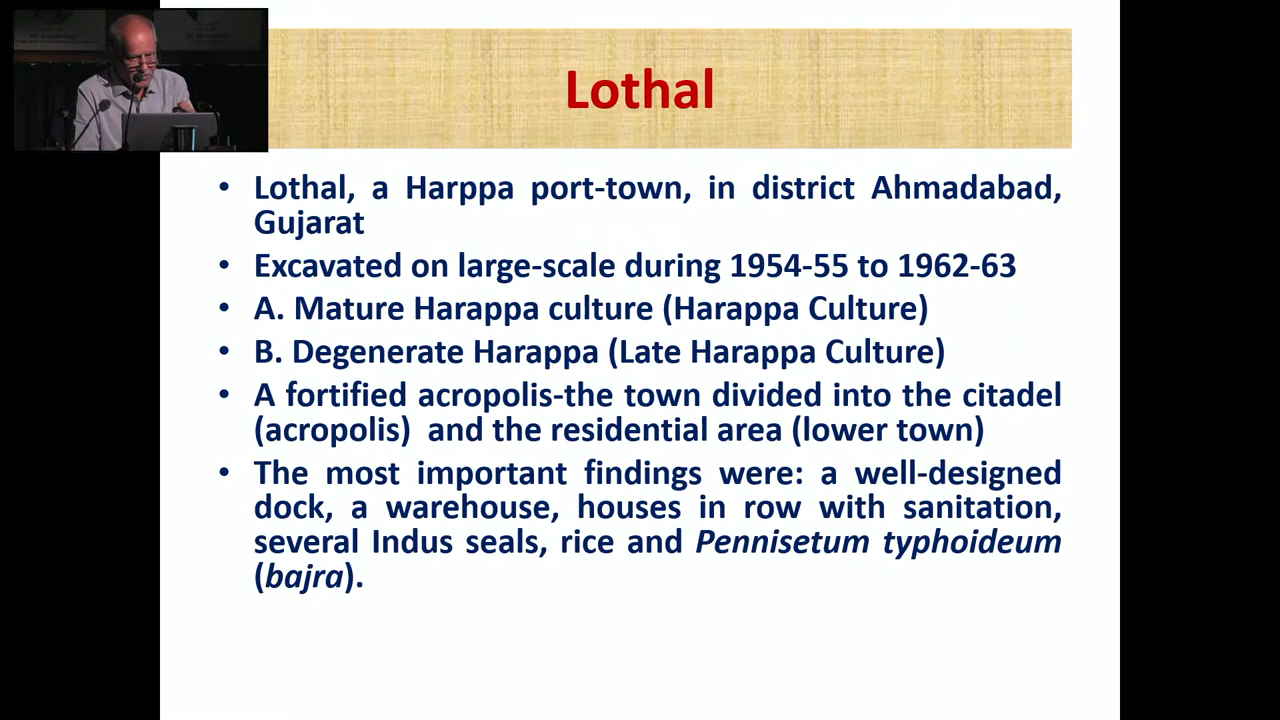 Lothal
• Lothal, a Harppa port-town, in district Ahmadabad,
Gujarat
• Excavated on large-scale during 1954-55 to 1962-63
• A. Mature Harappa culture (Harappa Culture)
• B. Degenerate Harappa (Late Harappa Culture)
• A fortified acropolis-the town divided into the citadel
(acropolis) and the residential area (lower town)
• The most important findings were: a well-designed
dock, a warehouse, houses in row with sanitation,
several Indus seals, rice and Pennisetum typhoideum
(bajra).